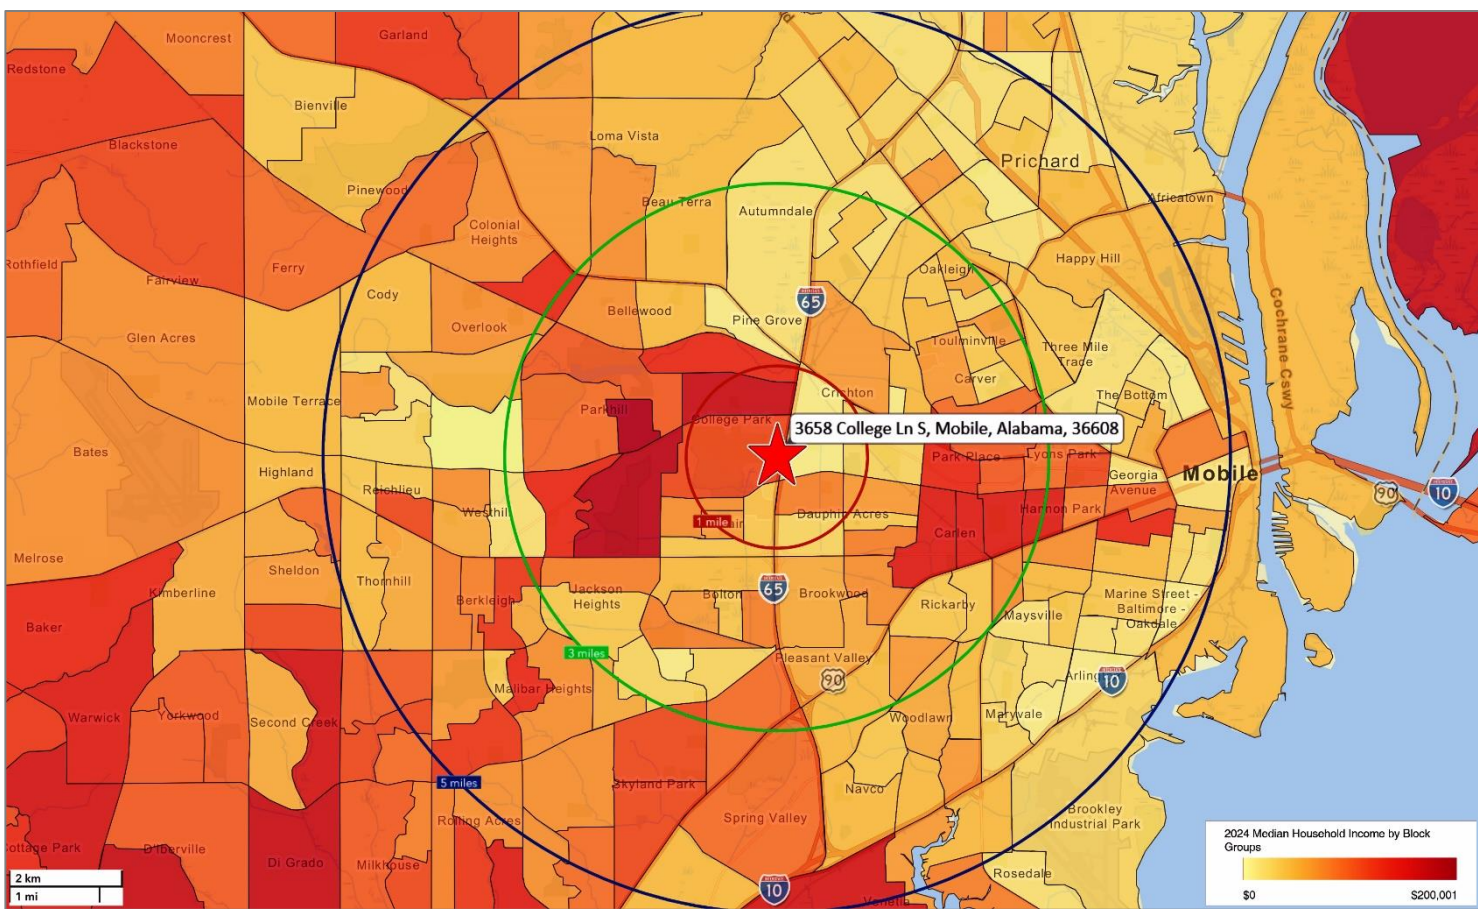 Mooncrest
Garland
Redstone
Bienville
Blackstone
Loma Vista
Prichard
Pinewood
Beau Terra
Autumndale
Africatown
Colonial
Heights
Rothfield
Ferry
Fairview
Oakleigh
Happy Hill
Cody
65
Bellewood
Overlook
Pine Grove
Glen Acres
Toulminville
Three Mile
Trace
Cochrane Cswy
Carver
Crichton
The Bottom
Mobile Terrace
Parkhill
College Park
3658 College Ln S, Mobile, Alabama, 36608
Bates
Park Place
Lyons Park
Highland
Georgia
Avenue
Mobile
Reichlieu
90
10
Westhill
1 mile
Dauphin Acres
Hannon Park
Carlen
Melrose
Sheldon
Thornhill
Kimberline
Jackson
Heights
65
Bolton
Brookwood
Berkleigh
Rickarby
Maysville
Marine Street -
Baltimore -
Oakdale
Baker
3 miles
Pleasant Valley
90
10
Malibar Heights
Warwick
Yorkwood
Second Creek
Woodlawn
Maryvale
5 miles
Skyland Park
Navco
Spring Valley
Rolling Acres
Brookley
Industrial Park
Cottage Park
D'Iberville
Di Grado
Milkhouse
Rosedale
10
Venetia
2 km
1 mi
2024 Median Household Income by Block
Groups
$0
$200,001